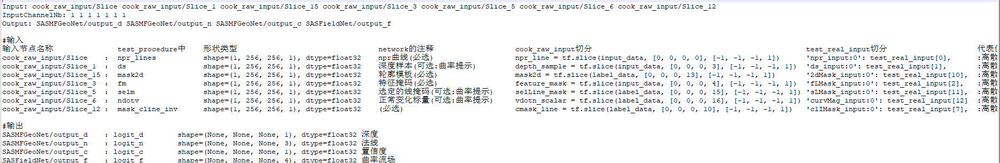 Input: cook_raw_input/Slice cook_raw_input/Slice_1 cook_raw_input/Slice_15 cook_raw_input/Slice_3 cook_raw_input/Slice_5 cook_raw_input/Slice_6 cook_raw_input/Slice_12
InputChannelNb: 1 1 1 1 1 1 1
Output: SASMFGeoNet/output_d SASMFGeoNet/output_n SASMFGeoNet/output_c SASFieldNet/output_f
#输入
输入节点名称 test_procedure中 形状类型 network的注释 cook_raw_input切分 test_real_input切分 代表
cook_raw_input/Slice : npr_lines shape=(1, 256, 256, 1), dtype=float32 npr曲线(必选) npr_line = tf.slice(input_data, [0, 0, 0, 0], [-1, -1, -1, 1]) 'npr_input:0': test_real_input[0], :离散
cook_raw_input/Slice_1 : ds shape=(1, 256, 256, 1), dtype=float32 深度样本(可选:曲率提示) depth_sample = tf.slice(input_data, [0, 0, 0, 3], [-1, -1, -1, 1]) 'ds_input:0': test_real_input[1], :离散
cook_raw_input/Slice_15 : mask2d shape=(1, 256, 256, 1), dtype=float32 轮廓模板(必选) mask2d = tf.slice(label_data, [0, 0, 0, 13], [-1, -1, -1, 1]) '2dMask_input:0': test_real_input[10], :离散
cook_raw_input/Slice_3 : fm shape=(1, 256, 256, 1), dtype=float32 特征掩码(必选) feature_mask = tf.slice(input_data, [0, 0, 0, 4], [-1, -1, -1, 1]) 'fLMask_input:0': test_real_input[2], :离散
cook_raw_input/Slice_5 : selm shape=(1, 256, 256, 1), dtype=float32 选定的线掩码(可选:曲率提示) selLine_mask = tf.slice(label_data, [0, 0, 0, 15], [-1, -1, -1, 1]) 'sLMask_input:0': test_real_input[11], :离散
cook_raw_input/Slice_6 : ndotv shape=(1, 256, 256, 1), dtype=float32 正常变化标量(可选:曲率提示) vdotn_scalar = tf.slice(label_data, [0, 0, 0, 16], [-1, -1, -1, 1]) 'curvMag_input:0': test_real_input[12] :离散
cook_raw_input/Slice_12 : mask_cline_inv shape=(1, 256, 256, 1), dtype=float32 (必选) cmask_line = tf.slice(label_data, [0, 0, 0, 10], [-1, -1, -1, 1]) 'clIMask_input:0': test_real_input[7], :离散
#输出
SASMFGeoNet/output_d : logit_d shape=(None, None, None, 1), dtype=float32 深度
SASMFGeoNet/output_n : logit_n shape=(None, None, None, 3), dtype=float32 法线
SASMFGeoNet/output_c : logit_c shape=(None, None, None, 1), dtype=float32 置信度
SASFieldNet/output_f : logit_f shape=(None, None, None, 4), dtype=float32 曲率流场